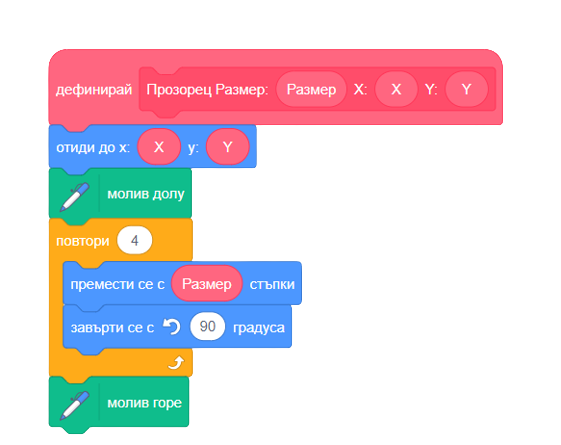 дефинирай Прозорец Размер: Размер X: X Y: Y
отиди до x: X y: Y
молив долу
повтори 4
премести се с Размер стъпки
завърти се с 90 градуса
молив горе